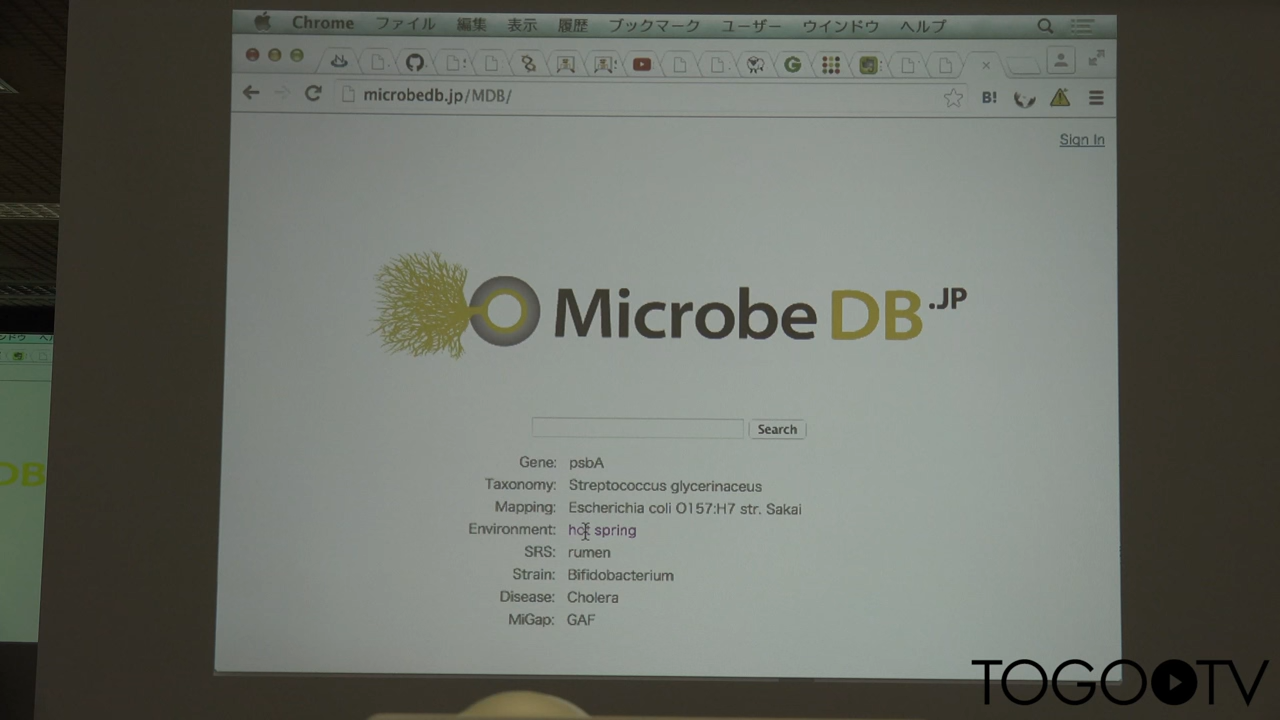 Chrome ファイル 編集 表示 履歴 ブックマーク ユーザー ウインドウ ヘルプ
microbedb.jp/MDB/
B!
Sign In
Microbe DB.JP
Search
Gene: psbA
Taxonomy: Streptococcus glycerinaceus
Mapping: Escherichia coli O157:H7 str. Sakai
Environment: hot spring
SRS: rumen
Strain: Bifidobacterium
Disease: Cholera
MiGap: GAF
DB
TOGOTV